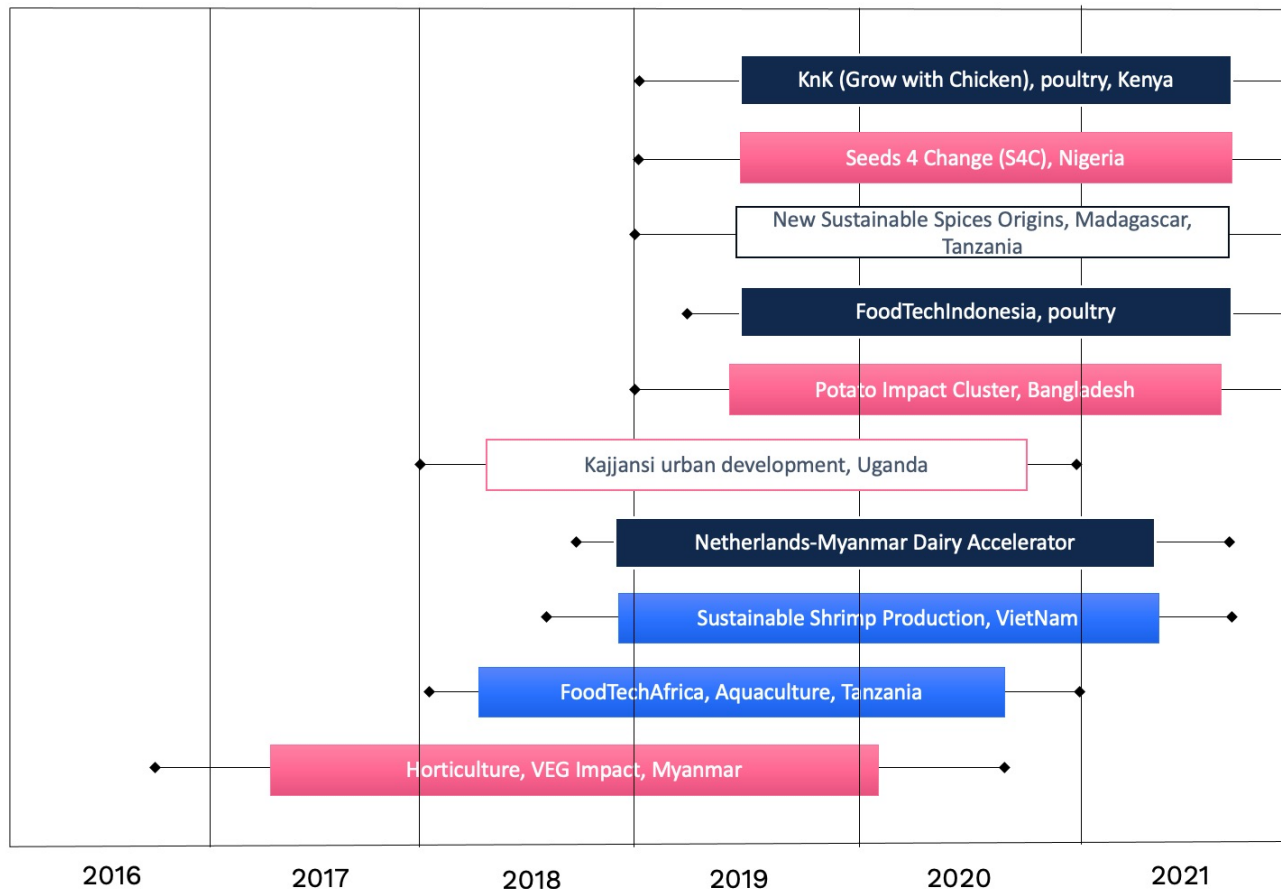 KnK (Grow with Chicken), poultry, Kenya
Seeds 4 Change (S4C), Nigeria
New Sustainable Spices Origins, Madagascar,
Tanzania
FoodTechIndonesia, poultry
Potato Impact Cluster, Bangladesh
Kajjansi urban development, Uganda
Netherlands-Myanmar Dairy Accelerator
Sustainable Shrimp Production, VietNam
FoodTechAfrica, Aquaculture, Tanzania
Horticulture, VEG Impact, Myanmar
2016 2017 2018 2019 2020 2021